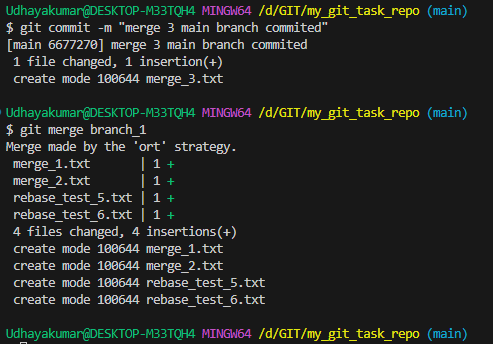 Udhayakumar@DESKTOP-M33TQH4 MINGW64 /d/GIT/my_git_task_repo (main)
$ git commit -m "merge 3 main branch commited"
[main 6677270] merge 3 main branch commited
 1 file changed, 1 insertion(+)
 create mode 100644 merge_3.txt

Udhayakumar@DESKTOP-M33TQH4 MINGW64 /d/GIT/my_git_task_repo (main)
$ git merge branch_1
Merge made by the 'ort' strategy.
 merge_1.txt       | 1 +
 merge_2.txt       | 1 +
 rebase_test_5.txt | 1 +
 rebase_test_6.txt | 1 +
 4 files changed, 4 insertions(+)
 create mode 100644 merge_1.txt
 create mode 100644 merge_2.txt
 create mode 100644 rebase_test_5.txt
 create mode 100644 rebase_test_6.txt

Udhayakumar@DESKTOP-M33TQH4 MINGW64 /d/GIT/my_git_task_repo (main)